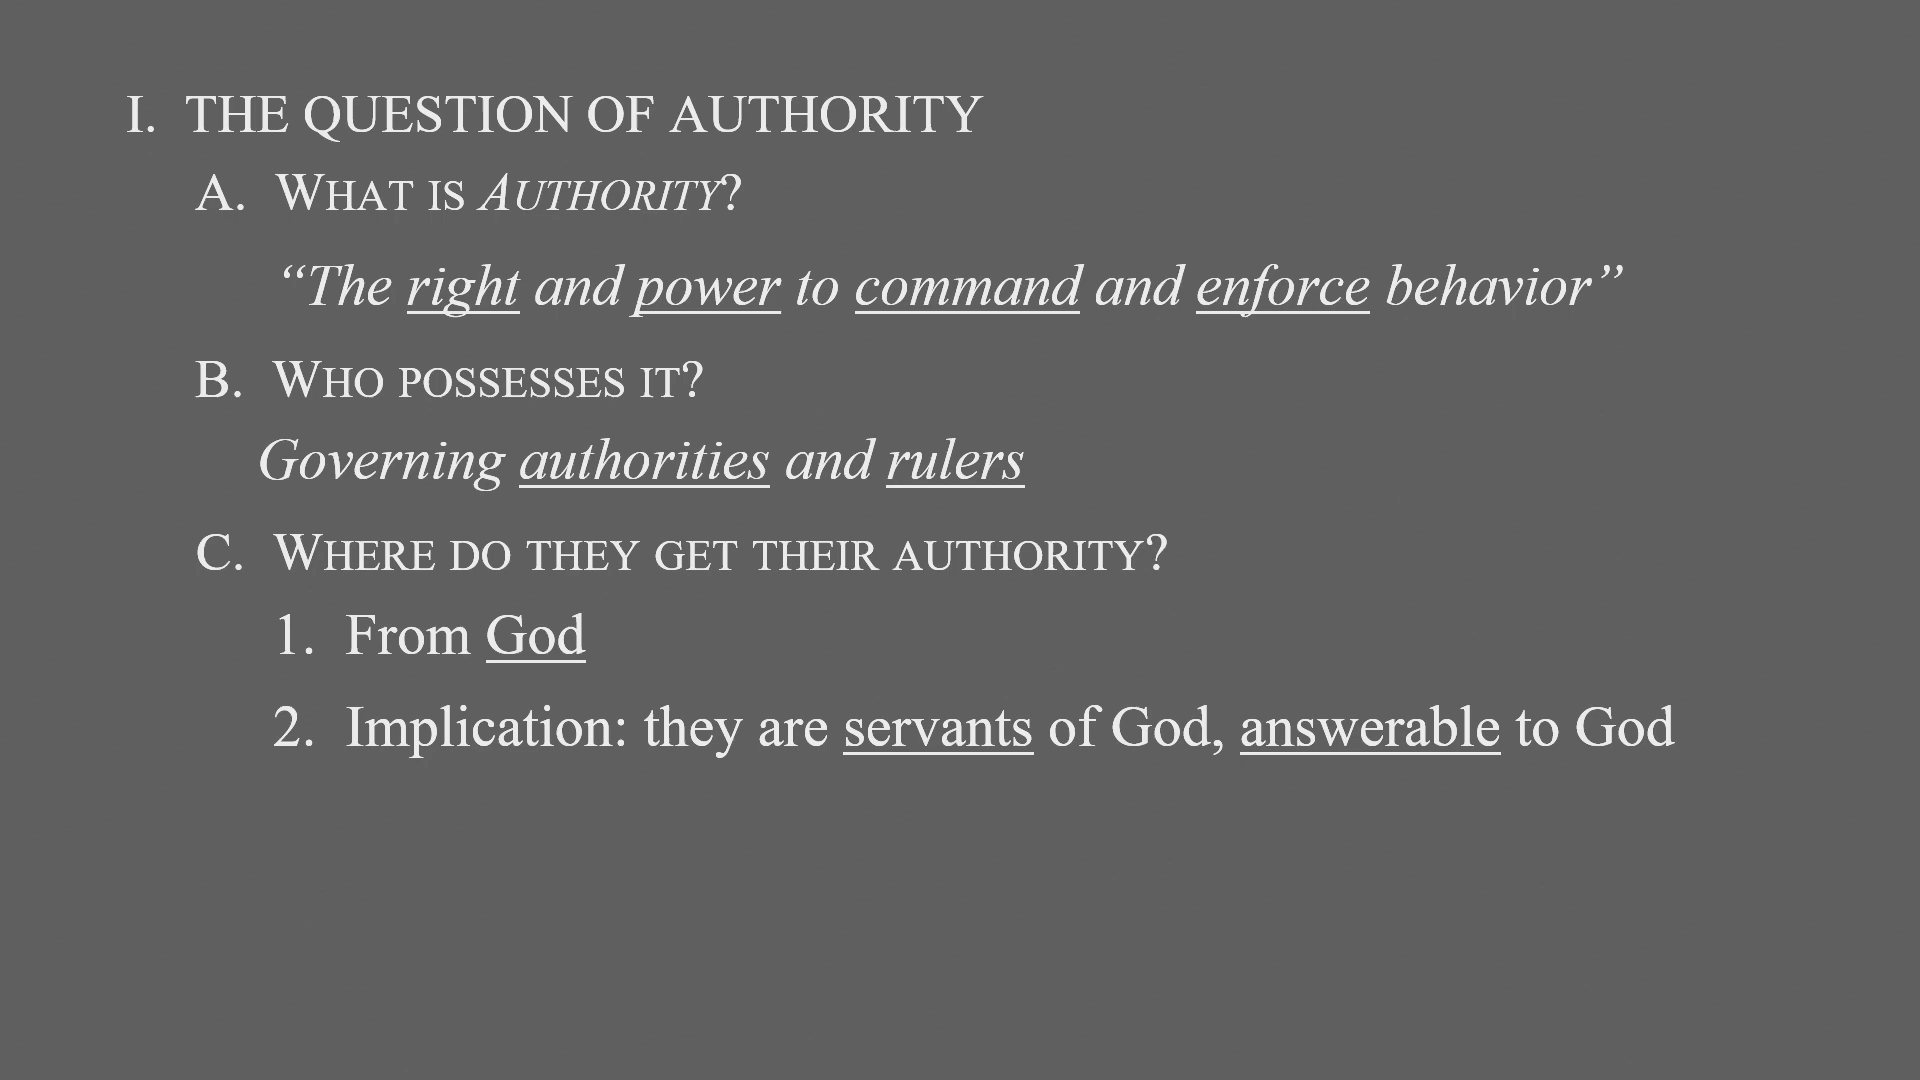 I. THE QUESTION OF AUTHORITY
A. WHAT IS AUTHORITY?
“The right and power to command and enforce behavior”
B. WHO POSSESSES IT?
Governing authorities and rulers
C. WHERE DO THEY GET THEIR AUTHORITY?
1. From God
2. Implication: they are servants of God, answerable to God